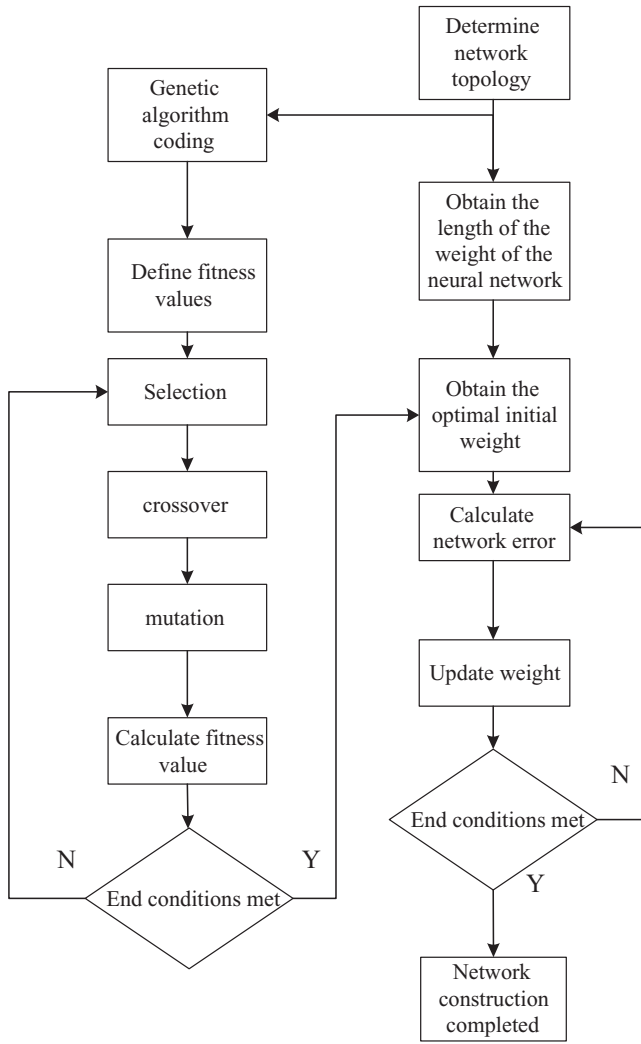 Determine
network
topology
Genetic
algorithm
coding
Obtain the
length of the
weight of the
neural network
Define fitness
values
Selection
Obtain the
optimal initial
weight
crossover
Calculate
network error
mutation
Update weight
Calculate fitness
value
N
End conditions met
Y
N
End conditions met
Y
Network
construction
completed